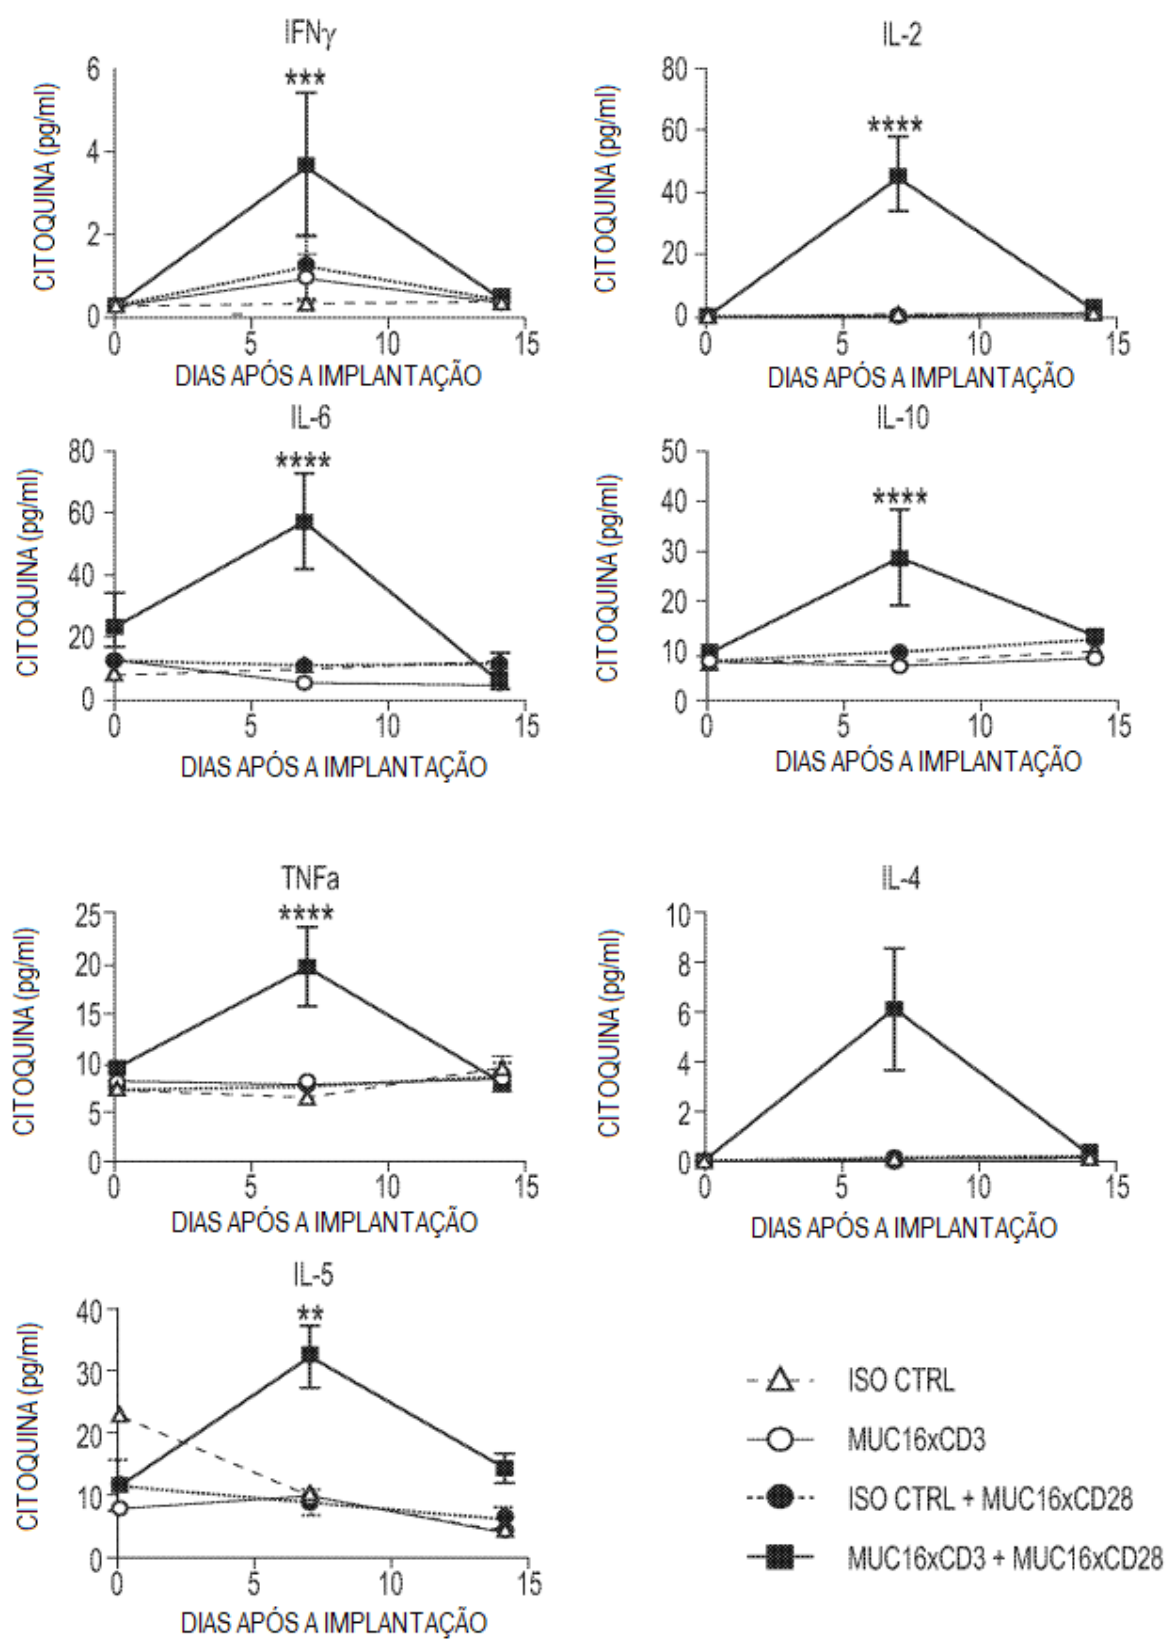 IFNγ
CITOQUINA (pg/ml)
6
4
2
0
***
0 5 10 15
DIAS APÓS A IMPLANTAÇÃO
IL-2
CITOQUINA (pg/ml)
80
60
40
20
0
****
0 5 10 15
DIAS APÓS A IMPLANTAÇÃO
IL-6
CITOQUINA (pg/ml)
80
60
40
20
0
****
0 5 10 15
DIAS APÓS A IMPLANTAÇÃO
IL-10
CITOQUINA (pg/ml)
50
40
30
20
10
0
****
0 5 10 15
DIAS APÓS A IMPLANTAÇÃO
TNFa
CITOQUINA (pg/ml)
25
20
15
10
5
0
****
0 5 10 15
DIAS APÓS A IMPLANTAÇÃO
IL-4
CITOQUINA (pg/ml)
10
8
6
4
2
0
0 5 10 15
DIAS APÓS A IMPLANTAÇÃO
IL-5
CITOQUINA (pg/ml)
40
30
20
10
0
**
0 5 10 15
DIAS APÓS A IMPLANTAÇÃO
ISO CTRL
MUC16xCD3
ISO CTRL + MUC16xCD28
MUC16xCD3 + MUC16xCD28